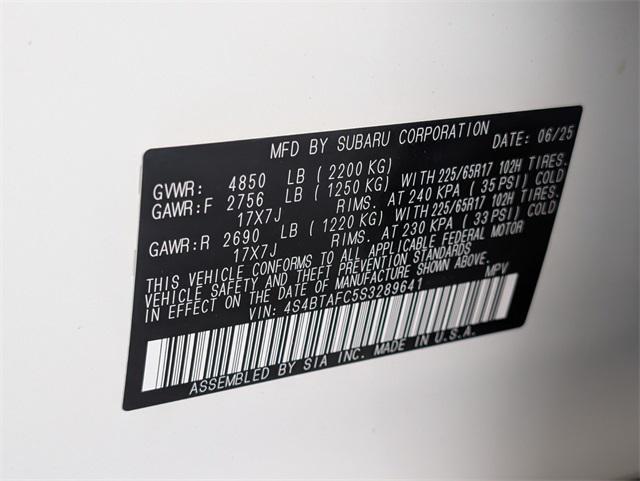 MFD BY SUBARU CORPORATION DATE: 06/25
GVWR: 4850 LB (2200 KG)
GAWR:F 2756 LB (1250 KG) WITH 225/65R17 102H TIRES.
17X7J RIMS. AT 240 KPA (35 PSI) COLD
GAWR:R 2690 LB (1220 KG) WITH 225/65R17 102H TIRES.
17X7J RIMS. AT 230 KPA (33 PSI) COLD
THIS VEHICLE CONFORMS TO ALL APPLICABLE FEDERAL MOTOR
VEHICLE SAFETY AND THEFT PREVENTION STANDARDS
IN EFFECT ON THE DATE OF MANUFACTURE SHOWN ABOVE.
VIN: 4S4BTAFC5S3289641 MPV
ASSEMBLED BY SIA INC. MADE IN U.S.A.